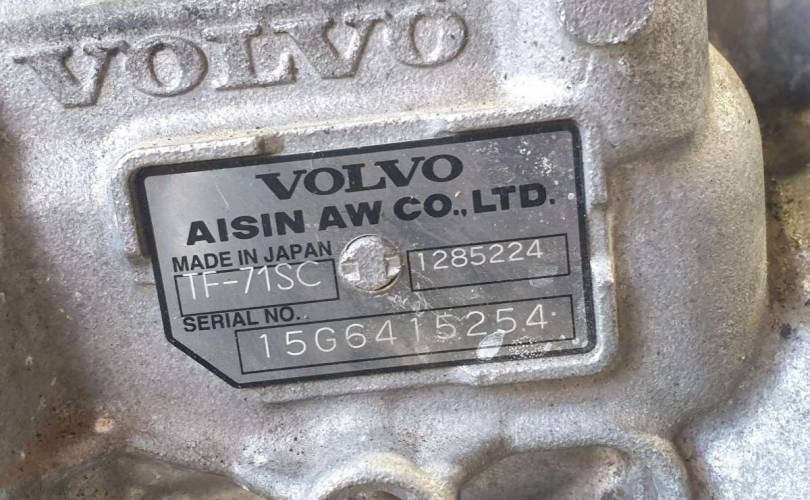 VOLVO
VOLVO
AISIN AW CO., LTD.
MADE IN JAPAN
TF-71SC 1285224
SERIAL NO.
15G6415254